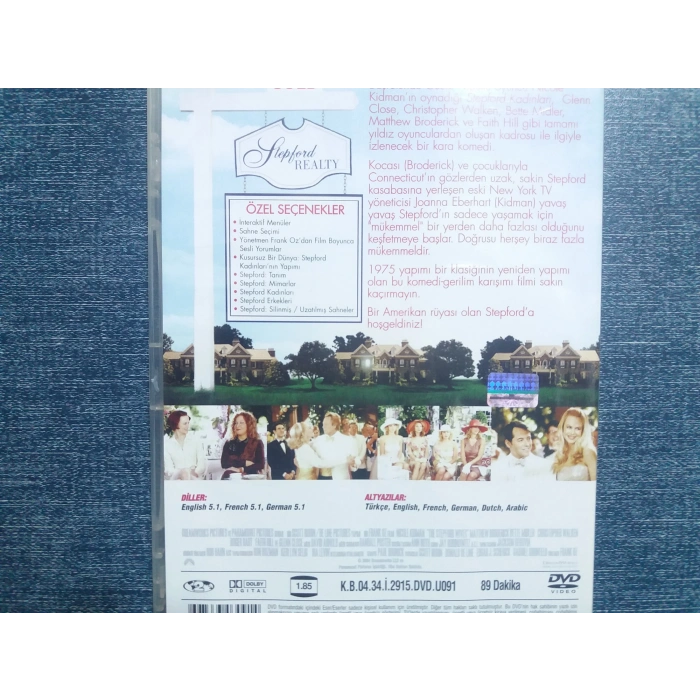 Kidman'ın oynadığı Stepford Kadınları, Glenn
Close, Christopher Walken, Bette Midler,
Matthew Broderick ve Faith Hill gibi tamamı
yıldız oyunculardan oluşan kadrosu ile ilgiyle
izlenecek bir kara komedi.
Stepford
REALTY
Kocası (Broderick) ve çocuklarıyla
Connecticut'ın gözlerden uzak, sakin Stepford
kasabasına yerleşen eski New York TV
yöneticisi Joanna Eberhart (Kidman) yavaş
yavaş Stepford'ın sadece yaşamak için
"mükemmel" bir yerden daha fazlası olduğunu
keşfetmeye başlar. Doğrusu herşey biraz fazla
mükemmeldir.
1975 yapımı bir klasiğinin yeniden yapımı
olan bu komedi-gerilim karışımı filmi sakın
kaçırmayın.
Bir Amerikan rüyası olan Stepford'a
hoşgeldiniz!
ÖZEL SEÇENEKLER
• İnteraktif Menüler
• Sahne Seçimi
• Yönetmen Frank Oz'dan Film Boyunca
Sesli Yorumlar
• Kusursuz Bir Dünya: Stepford
Kadınları'nın Yapımı
• Stepford: Tanım
• Stepford: Mimarlar
• Stepford Kadınları
• Stepford Erkekleri
• Stepford: Silinmiş / Uzatılmış Sahneler
DİLLER:
English 5.1, French 5.1, German 5.1
ALTYAZILAR:
Türkçe, English, French, German, Dutch, Arabic
DOLBY
DIGITAL
1.85
K.B.04.34.İ.2915.DVD.U091
89 Dakika
DVD
VIDEO